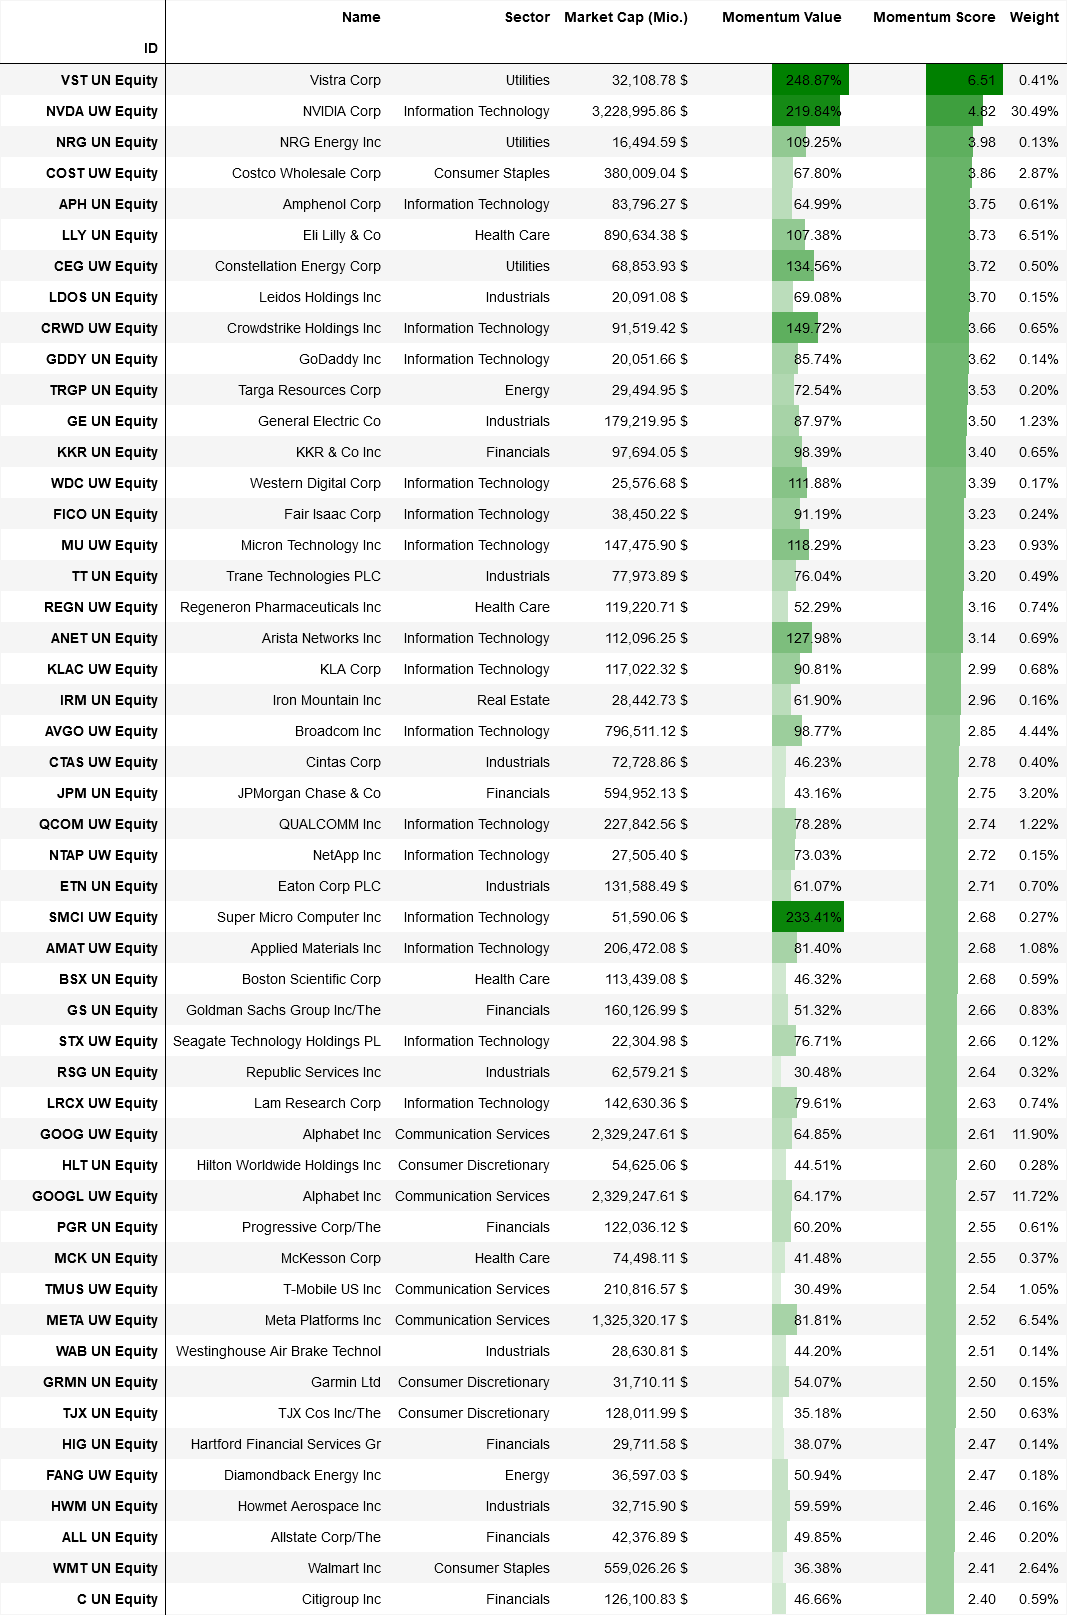 Name Sector Market Cap (Mio.) Momentum Value Momentum Score Weight
ID
VST UN Equity Vistra Corp Utilities 32,108.78 $ 248.87% 6.51 0.41%
NVDA UW Equity NVIDIA Corp Information Technology 3,228,995.86 $ 219.84% 4.82 30.49%
NRG UN Equity NRG Energy Inc Utilities 16,494.59 $ 109.25% 3.98 0.13%
COST UW Equity Costco Wholesale Corp Consumer Staples 380,009.04 $ 67.80% 3.86 2.87%
APH UN Equity Amphenol Corp Information Technology 83,796.27 $ 64.99% 3.75 0.61%
LLY UN Equity Eli Lilly & Co Health Care 890,634.38 $ 107.38% 3.73 6.51%
CEG UW Equity Constellation Energy Corp Utilities 68,853.93 $ 134.56% 3.72 0.50%
LDOS UN Equity Leidos Holdings Inc Industrials 20,091.08 $ 69.08% 3.70 0.15%
CRWD UW Equity Crowdstrike Holdings Inc Information Technology 91,519.42 $ 149.72% 3.66 0.65%
GDDY UN Equity GoDaddy Inc Information Technology 20,051.66 $ 85.74% 3.62 0.14%
TRGP UN Equity Targa Resources Corp Energy 29,494.95 $ 72.54% 3.53 0.20%
GE UN Equity General Electric Co Industrials 179,219.95 $ 87.97% 3.50 1.23%
KKR UN Equity KKR & Co Inc Financials 97,694.05 $ 98.39% 3.40 0.65%
WDC UW Equity Western Digital Corp Information Technology 25,576.68 $ 111.88% 3.39 0.17%
FICO UN Equity Fair Isaac Corp Information Technology 38,450.22 $ 91.19% 3.23 0.24%
MU UW Equity Micron Technology Inc Information Technology 147,475.90 $ 118.29% 3.23 0.93%
TT UN Equity Trane Technologies PLC Industrials 77,973.89 $ 76.04% 3.20 0.49%
REGN UW Equity Regeneron Pharmaceuticals Inc Health Care 119,220.71 $ 52.29% 3.16 0.74%
ANET UN Equity Arista Networks Inc Information Technology 112,096.25 $ 127.98% 3.14 0.69%
KLAC UW Equity KLA Corp Information Technology 117,022.32 $ 90.81% 2.99 0.68%
IRM UN Equity Iron Mountain Inc Real Estate 28,442.73 $ 61.90% 2.96 0.16%
AVGO UW Equity Broadcom Inc Information Technology 796,511.12 $ 98.77% 2.85 4.44%
CTAS UW Equity Cintas Corp Industrials 72,728.86 $ 46.23% 2.78 0.40%
JPM UN Equity JPMorgan Chase & Co Financials 594,952.13 $ 43.16% 2.75 3.20%
QCOM UW Equity QUALCOMM Inc Information Technology 227,842.56 $ 78.28% 2.74 1.22%
NTAP UW Equity NetApp Inc Information Technology 27,505.40 $ 73.03% 2.72 0.15%
ETN UN Equity Eaton Corp PLC Industrials 131,588.49 $ 61.07% 2.71 0.70%
SMCI UW Equity Super Micro Computer Inc Information Technology 51,590.06 $ 233.41% 2.68 0.27%
AMAT UW Equity Applied Materials Inc Information Technology 206,472.08 $ 81.40% 2.68 1.08%
BSX UN Equity Boston Scientific Corp Health Care 113,439.08 $ 46.32% 2.68 0.59%
GS UN Equity Goldman Sachs Group Inc/The Financials 160,126.99 $ 51.32% 2.66 0.83%
STX UW Equity Seagate Technology Holdings PL Information Technology 22,304.98 $ 76.71% 2.66 0.12%
RSG UN Equity Republic Services Inc Industrials 62,579.21 $ 30.48% 2.64 0.32%
LRCX UW Equity Lam Research Corp Information Technology 142,630.36 $ 79.61% 2.63 0.74%
GOOG UW Equity Alphabet Inc Communication Services 2,329,247.61 $ 64.85% 2.61 11.90%
HLT UN Equity Hilton Worldwide Holdings Inc Consumer Discretionary 54,625.06 $ 44.51% 2.60 0.28%
GOOGL UW Equity Alphabet Inc Communication Services 2,329,247.61 $ 64.17% 2.57 11.72%
PGR UN Equity Progressive Corp/The Financials 122,036.12 $ 60.20% 2.55 0.61%
MCK UN Equity McKesson Corp Health Care 74,498.11 $ 41.48% 2.55 0.37%
TMUS UW Equity T-Mobile US Inc Communication Services 210,816.57 $ 30.49% 2.54 1.05%
META UW Equity Meta Platforms Inc Communication Services 1,325,320.17 $ 81.81% 2.52 6.54%
WAB UN Equity Westinghouse Air Brake Technol Industrials 28,630.81 $ 44.20% 2.51 0.14%
GRMN UN Equity Garmin Ltd Consumer Discretionary 31,710.11 $ 54.07% 2.50 0.15%
TJX UN Equity TJX Cos Inc/The Consumer Discretionary 128,011.99 $ 35.18% 2.50 0.63%
HIG UN Equity Hartford Financial Services Gr Financials 29,711.58 $ 38.07% 2.47 0.14%
FANG UW Equity Diamondback Energy Inc Energy 36,597.03 $ 50.94% 2.47 0.18%
HWM UN Equity Howmet Aerospace Inc Industrials 32,715.90 $ 59.59% 2.46 0.16%
ALL UN Equity Allstate Corp/The Financials 42,376.89 $ 49.85% 2.46 0.20%
WMT UN Equity Walmart Inc Consumer Staples 559,026.26 $ 36.38% 2.41 2.64%
C UN Equity Citigroup Inc Financials 126,100.83 $ 46.66% 2.40 0.59%